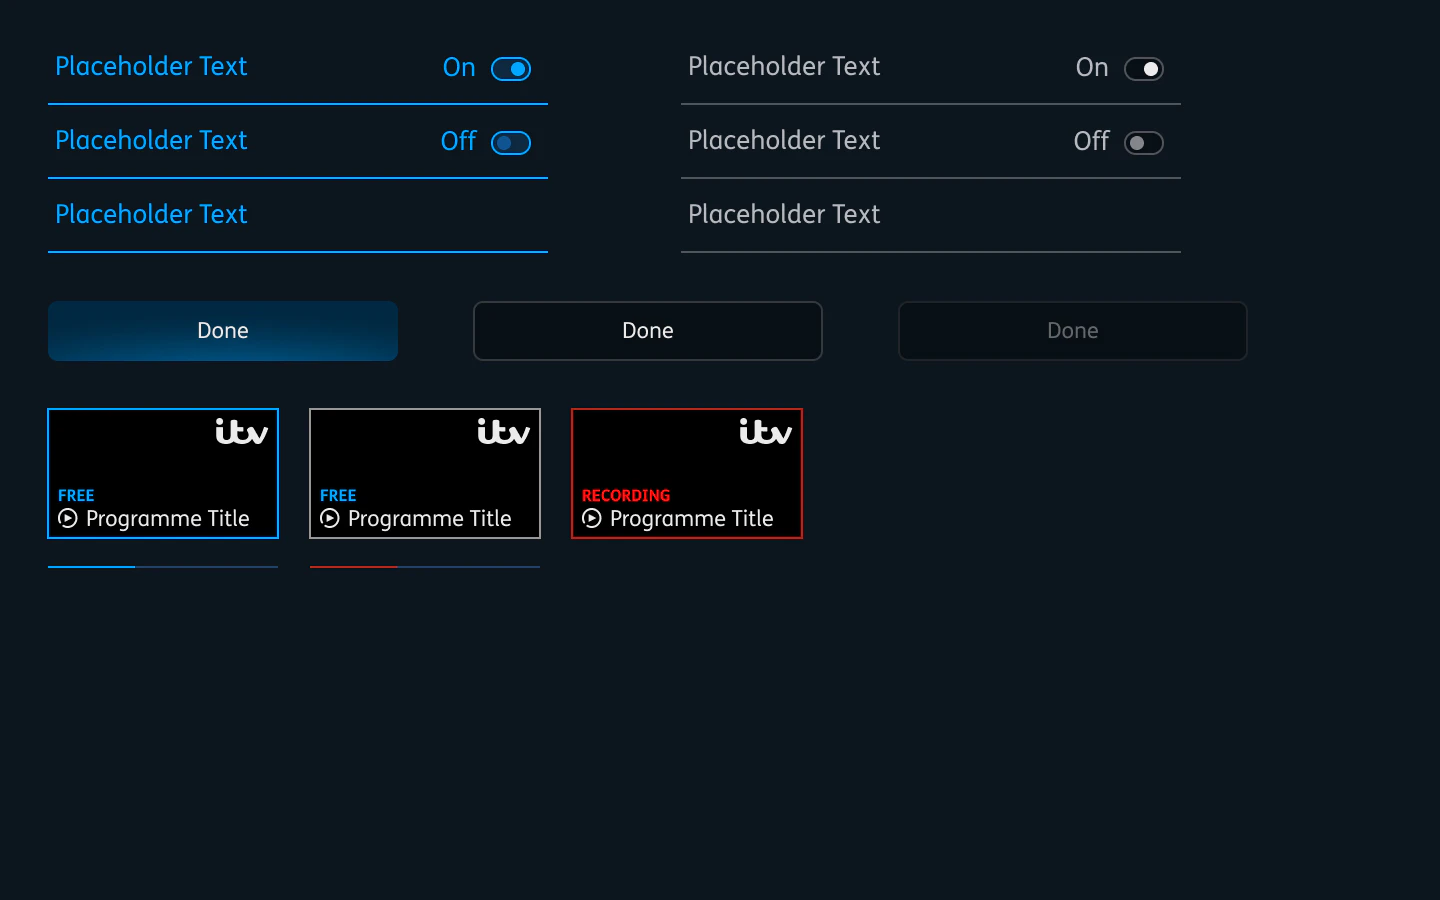 Placeholder Text On
Placeholder Text On
Placeholder Text Off
Placeholder Text Off
Placeholder Text
Placeholder Text
Done
Done
Done
itv
FREE
Programme Title
itv
FREE
Programme Title
itv
RECORDING
Programme Title